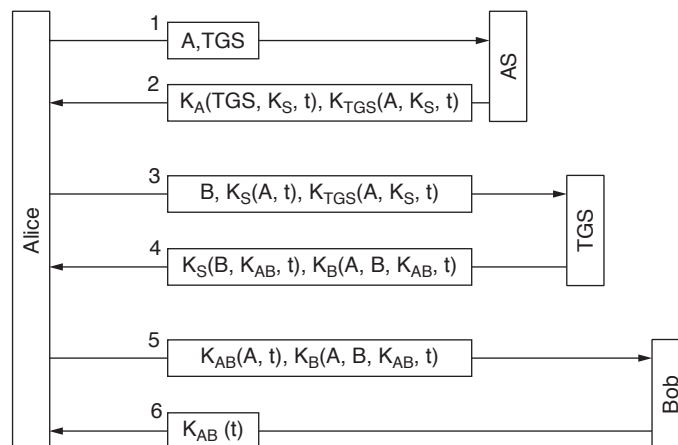 1
A,TGS
AS
2
K_A(TGS, K_S, t), K_TGS(A, K_S, t)
3
B, K_S(A, t), K_TGS(A, K_S, t)
Alice
TGS
4
K_S(B, K_AB, t), K_B(A, B, K_AB, t)
5
K_AB(A, t), K_B(A, B, K_AB, t)
Bob
6
K_AB (t)